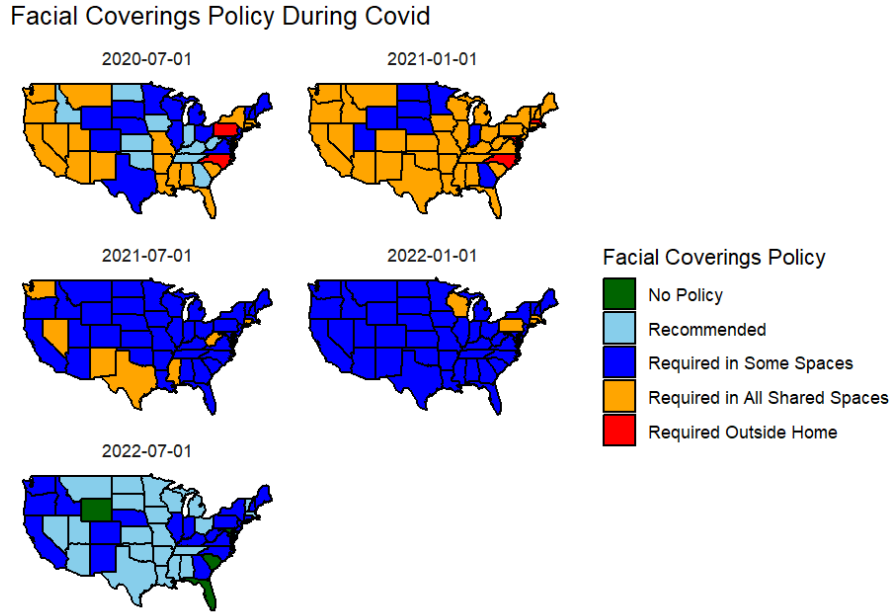 Facial Coverings Policy During Covid
2020-07-01
2021-01-01
2021-07-01
2022-01-01
Facial Coverings Policy
No Policy
Recommended
Required in Some Spaces
Required in All Shared Spaces
Required Outside Home
2022-07-01